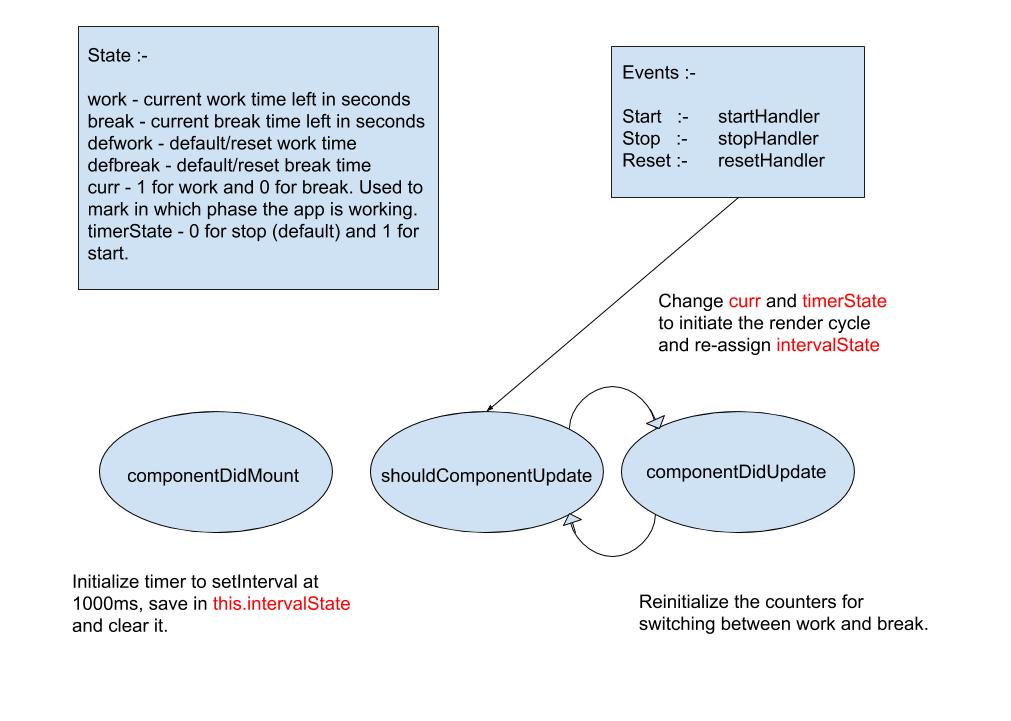 State :-
work - current work time left in seconds
break - current break time left in seconds
defwork - default/reset work time
defbreak - default/reset break time
curr - 1 for work and 0 for break. Used to
mark in which phase the app is working.
timerState - 0 for stop (default) and 1 for
start.
Events :-
Start :- startHandler
Stop :- stopHandler
Reset :- resetHandler
Change curr and timerState
to initiate the render cycle
and re-assign intervalState
componentDidMount
shouldComponentUpdate
componentDidUpdate
Initialize timer to setInterval at
1000ms, save in this.intervalState
and clear it.
Reinitialize the counters for
switching between work and break.